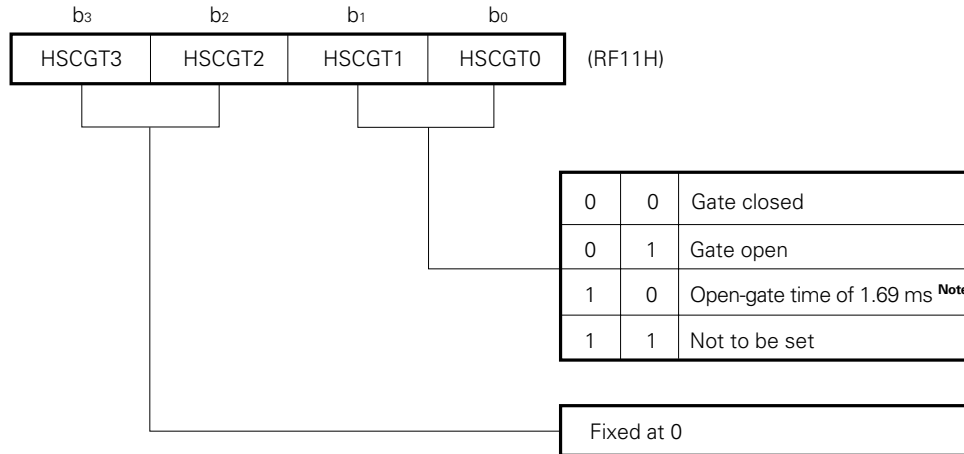 b3 b2 b1 b0
HSCGT3 HSCGT2 HSCGT1 HSCGT0 (RF11H)
0 0 Gate closed
0 1 Gate open
1 0 Open-gate time of 1.69 ms Note
1 1 Not to be set
Fixed at 0